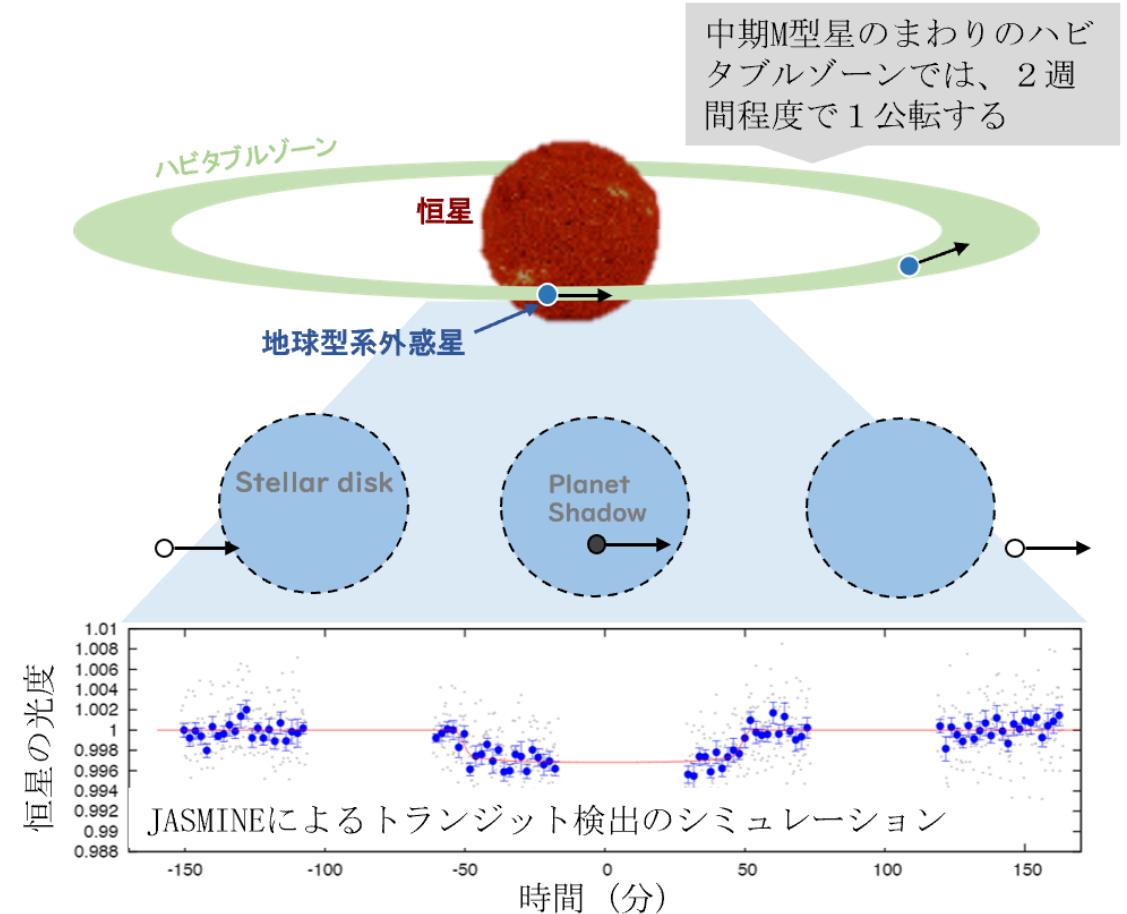 中期M型星のまわりのハビ
タブルゾーンでは、２週
間程度で１公転する
ハビタブルゾーン
恒星
地球型系外惑星
Stellar disk
Planet
Shadow
恒星の光度
1.01
1.008
1.006
1.004
1.002
1
0.998
0.996
0.994
0.992
0.99
0.988
JASMINEによるトランジット検出のシミュレーション
-150
-100
-50
0
50
100
150
時間 (分)